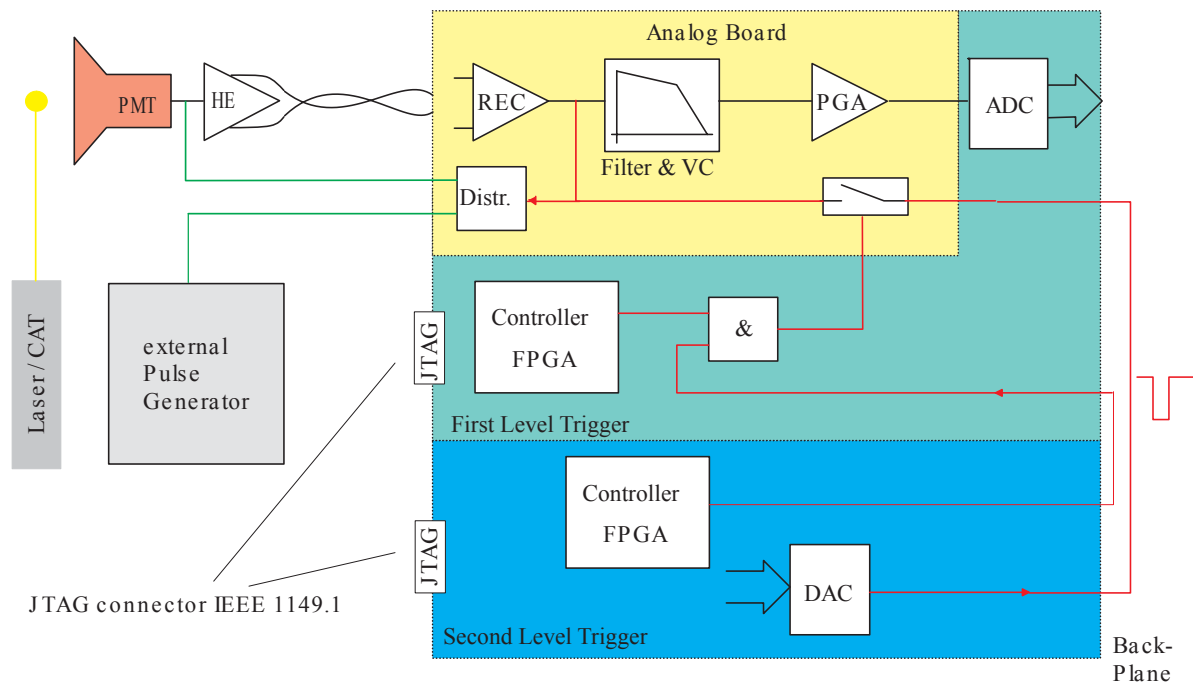 Analog Board
PMT
HE
REC
PGA
ADC
Filter & VC
Distr.
Laser/CAT
external
Pulse
Generator
JTAG
Controller
FPGA
&
First Level Trigger
JTAG
Controller
FPGA
DAC
JTAG connector IEEE 1149.1
Second Level Trigger
Back-
Plane